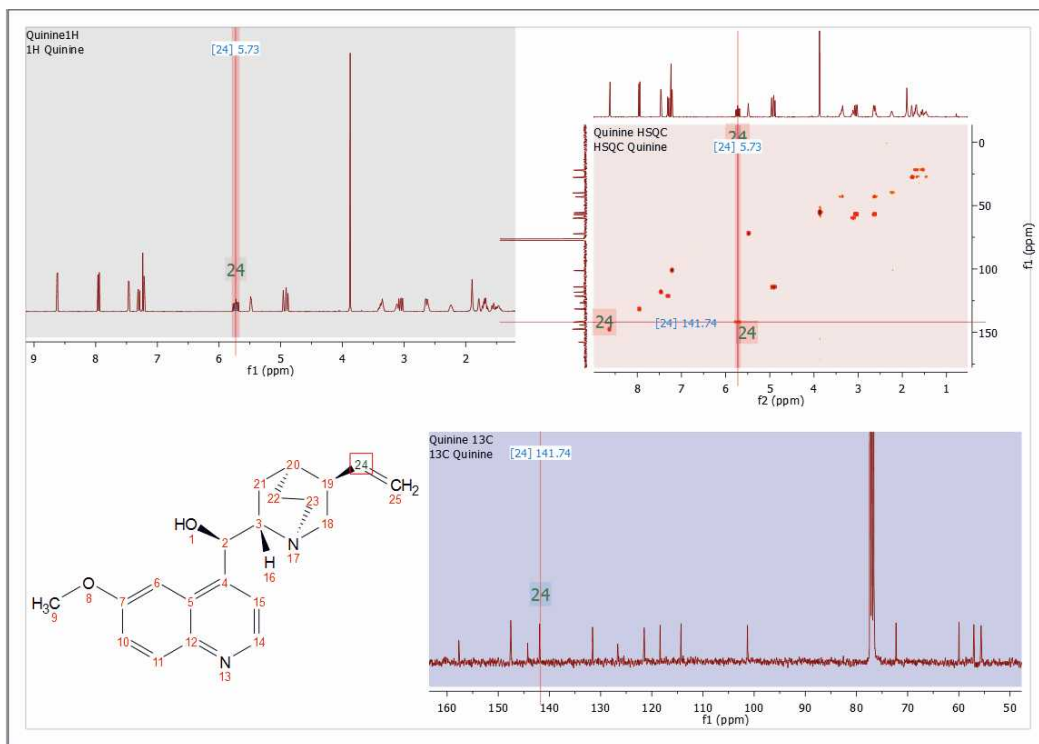 Quinine1H
1H Quinine
[24] 5.73
24
9 8 7 6 5 4 3 2
f1 (ppm)
Quinine HSQC
HSQC Quinine
24
[24] 5.73
24
[24] 141.74
24
0
50
100
150
f1 (ppm)
8 7 6 5 4 3 2 1
f2 (ppm)
20
24
21
19
CH2
25
22
23
HO
1
3
18
2
N
17
H
16
O
8
6
4
H3C
9
7
5
15
10
12
14
11
N
13
Quinine 13C
13C Quinine
[24] 141.74
24
160 150 140 130 120 110 100 90 80 70 60 50
f1 (ppm)